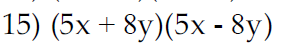 15) (5x + 8y)(5x - 8y)